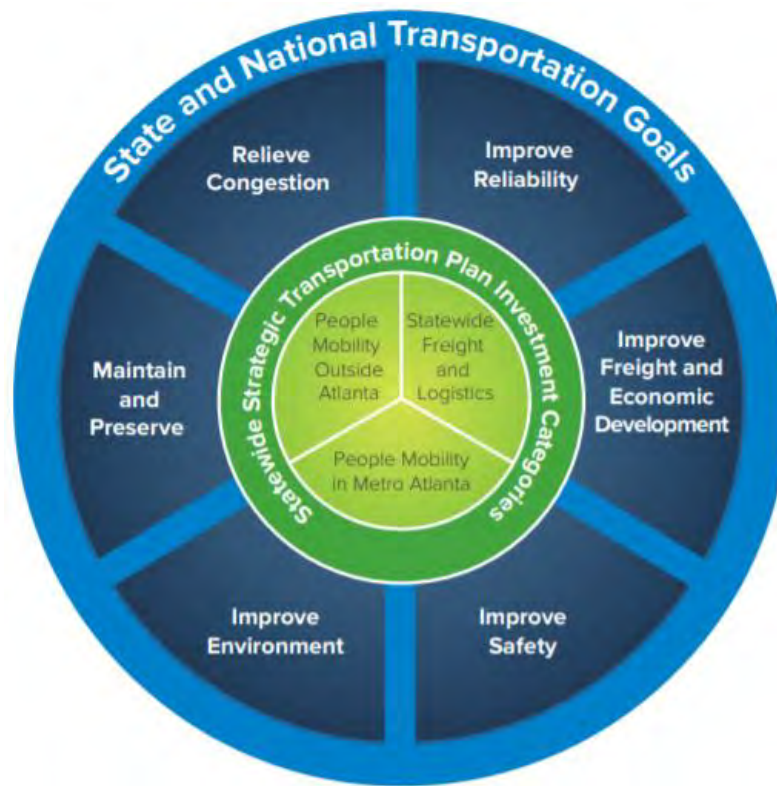 State and National Transportation Goals
Relieve
Congestion
Improve
Reliability
Improve
Freight and
Economic
Development
Improve
Safety
Improve
Environment
Maintain
and
Preserve
Statewide Strategic Transportation Plan Investment Categories
People
Mobility
Outside
Atlanta
Statewide
Freight
and
Logistics
People Mobility
in Metro Atlanta